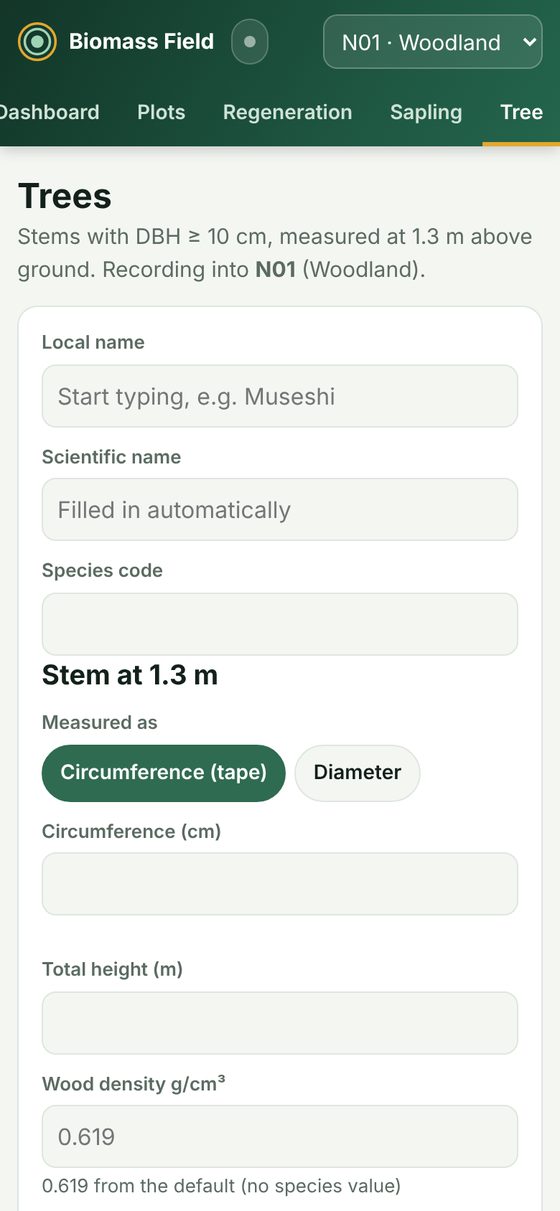 Biomass Field
N01 · Woodland
Dashboard Plots Regeneration Sapling Tree
Trees
Stems with DBH ≥ 10 cm, measured at 1.3 m above
ground. Recording into N01 (Woodland).
Local name
Start typing, e.g. Museshi
Scientific name
Filled in automatically
Species code
Stem at 1.3 m
Measured as
Circumference (tape) Diameter
Circumference (cm)
Total height (m)
Wood density g/cm³
0.619
0.619 from the default (no species value)